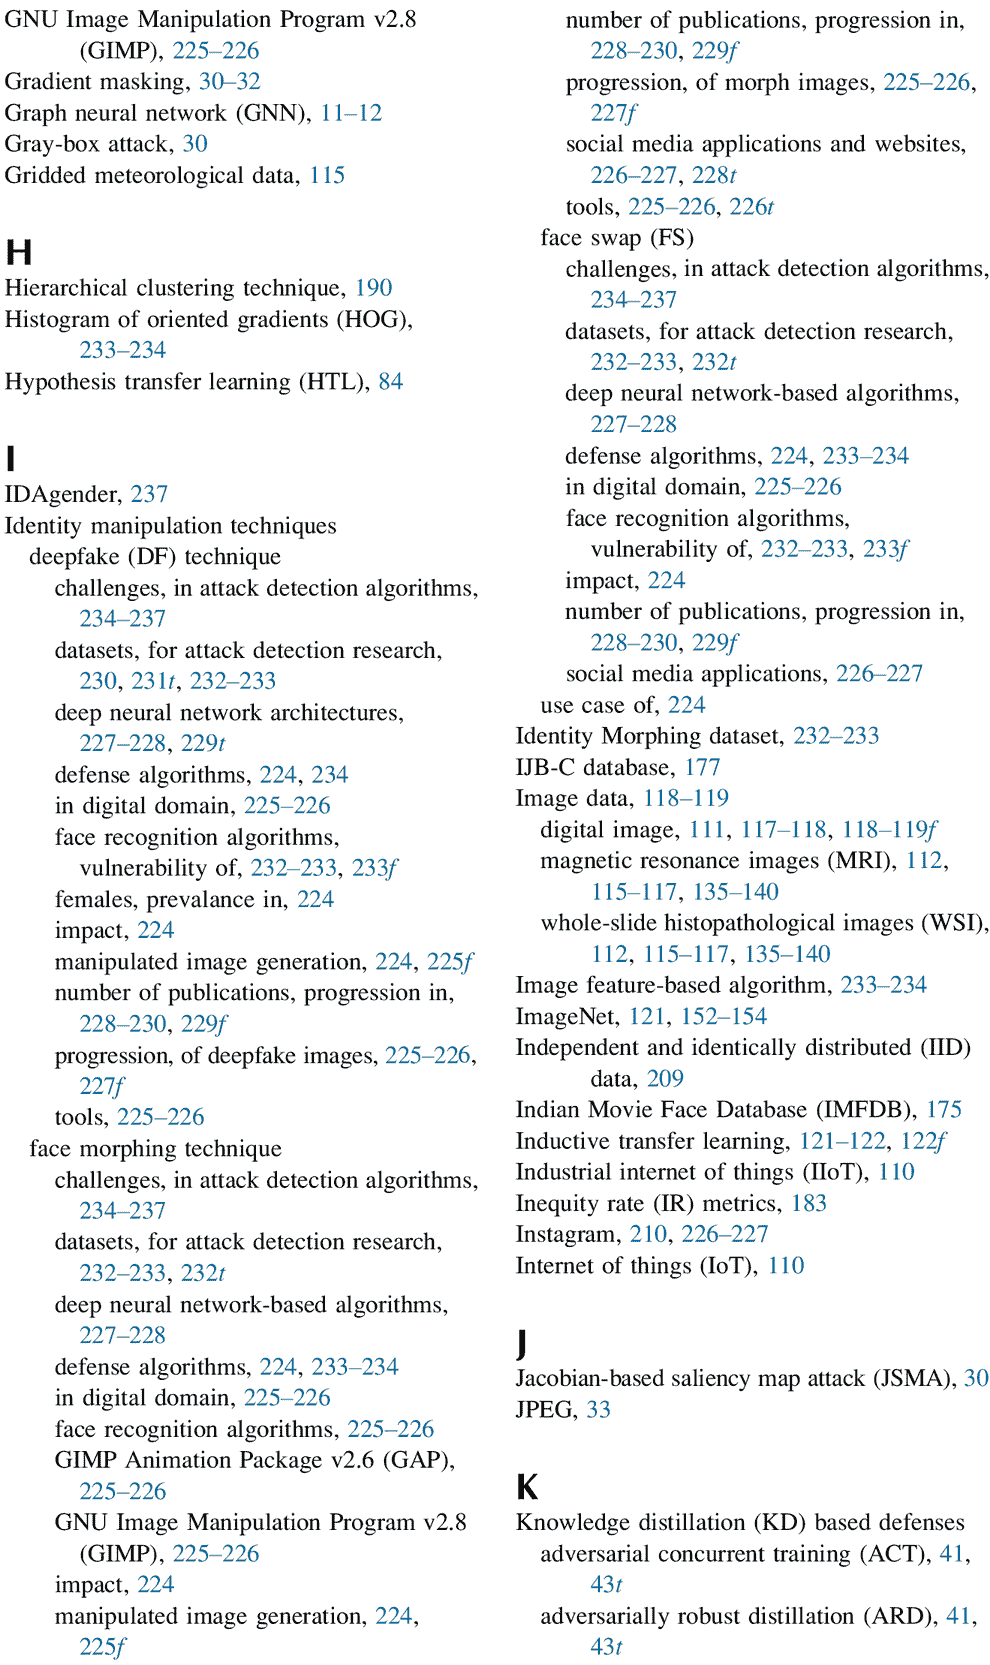 GNU Image Manipulation Program v2.8
(GIMP), 225–226
Gradient masking, 30–32
Graph neural network (GNN), 11–12
Gray-box attack, 30
Gridded meteorological data, 115
H
Hierarchical clustering technique, 190
Histogram of oriented gradients (HOG),
233–234
Hypothesis transfer learning (HTL), 84
I
IDAgender, 237
Identity manipulation techniques
deepfake (DF) technique
challenges, in attack detection algorithms,
234–237
datasets, for attack detection research,
230, 231t, 232–233
deep neural network architectures,
227–228, 229t
defense algorithms, 224, 234
in digital domain, 225–226
face recognition algorithms,
vulnerability of, 232–233, 233f
females, prevalance in, 224
impact, 224
manipulated image generation, 224, 225f
number of publications, progression in,
228–230, 229f
progression, of deepfake images, 225–226,
227f
tools, 225–226
face morphing technique
challenges, in attack detection algorithms,
234–237
datasets, for attack detection research,
232–233, 232t
deep neural network-based algorithms,
227–228
defense algorithms, 224, 233–234
in digital domain, 225–226
face recognition algorithms, 225–226
GIMP Animation Package v2.6 (GAP),
225–226
GNU Image Manipulation Program v2.8
(GIMP), 225–226
impact, 224
manipulated image generation, 224,
225f
number of publications, progression in,
228–230, 229f
progression, of morph images, 225–226,
227f
social media applications and websites,
226–227, 228t
tools, 225–226, 226t
face swap (FS)
challenges, in attack detection algorithms,
234–237
datasets, for attack detection research,
232–233, 232t
deep neural network-based algorithms,
227–228
defense algorithms, 224, 233–234
in digital domain, 225–226
face recognition algorithms,
vulnerability of, 232–233, 233f
impact, 224
number of publications, progression in,
228–230, 229f
social media applications, 226–227
use case of, 224
Identity Morphing dataset, 232–233
IJB-C database, 177
Image data, 118–119
digital image, 111, 117–118, 118–119f
magnetic resonance images (MRI), 112,
115–117, 135–140
whole-slide histopathological images (WSI),
112, 115–117, 135–140
Image feature-based algorithm, 233–234
ImageNet, 121, 152–154
Independent and identically distributed (IID)
data, 209
Indian Movie Face Database (IMFDB), 175
Inductive transfer learning, 121–122, 122f
Industrial internet of things (IIoT), 110
Inequity rate (IR) metrics, 183
Instagram, 210, 226–227
Internet of things (IoT), 110
J
Jacobian-based saliency map attack (JSMA), 30
JPEG, 33
K
Knowledge distillation (KD) based defenses
adversarial concurrent training (ACT), 41,
43t
adversarially robust distillation (ARD), 41,
43t